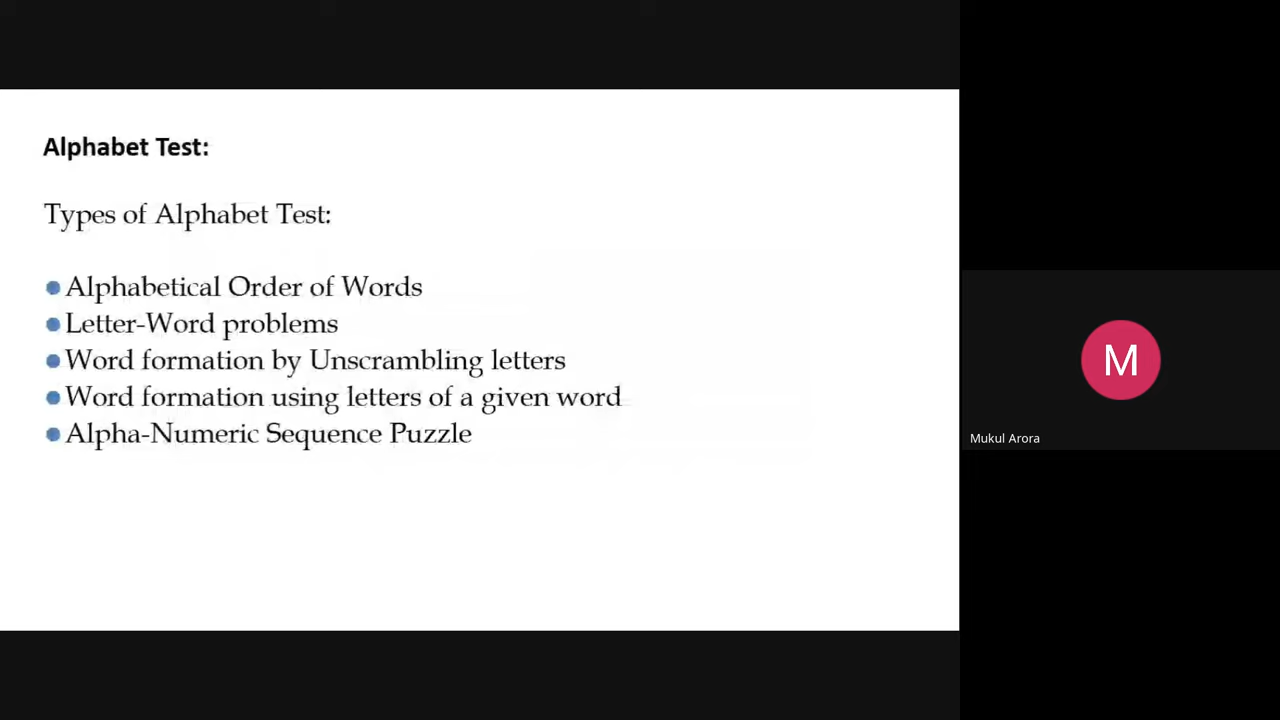 Alphabet Test:
Types of Alphabet Test:
Alphabetical Order of Words
Letter-Word problems
Word formation by Unscrambling letters
Word formation using letters of a given word
Alpha-Numeric Sequence Puzzle
M
Mukul Arora